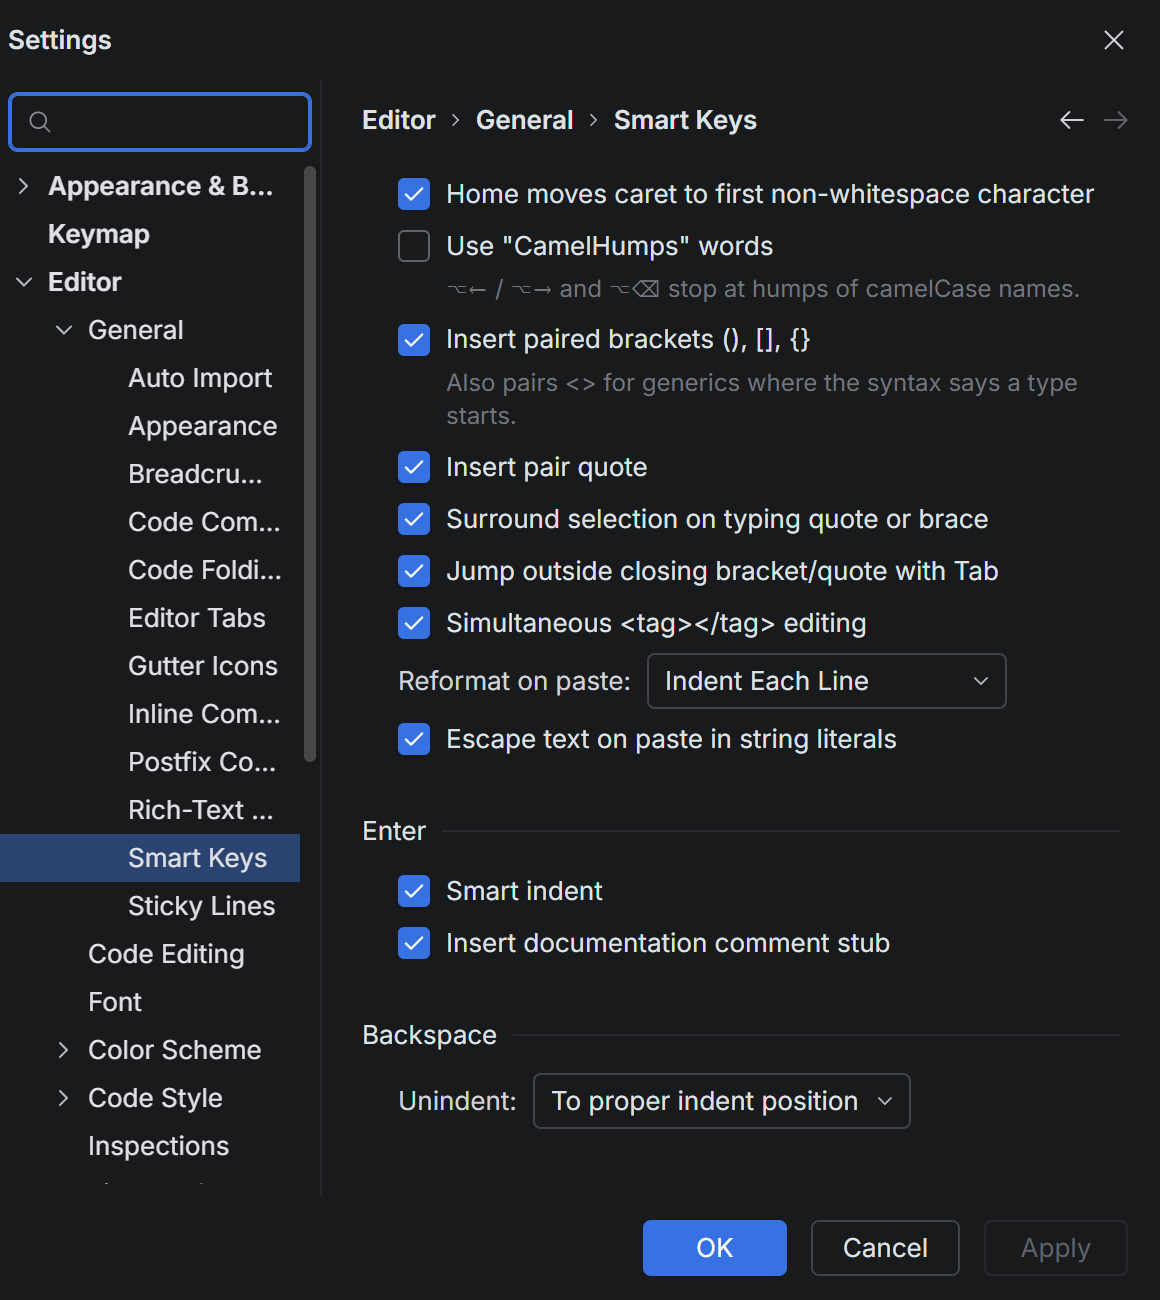 Settings
Appearance & B...
Keymap
Editor
General
Auto Import
Appearance
Breadcru...
Code Com...
Code Foldi...
Editor Tabs
Gutter Icons
Inline Com...
Postfix Co...
Rich-Text ...
Smart Keys
Sticky Lines
Code Editing
Font
Color Scheme
Code Style
Inspections
Editor › General › Smart Keys
Home moves caret to first non-whitespace character
Use "CamelHumps" words
⌥← / ⌥→ and ⌥⌫ stop at humps of camelCase names.
Insert paired brackets (), [], {}
Also pairs <> for generics where the syntax says a type
starts.
Insert pair quote
Surround selection on typing quote or brace
Jump outside closing bracket/quote with Tab
Simultaneous <tag></tag> editing
Reformat on paste: Indent Each Line
Escape text on paste in string literals
Enter
Smart indent
Insert documentation comment stub
Backspace
Unindent: To proper indent position
OK Cancel Apply